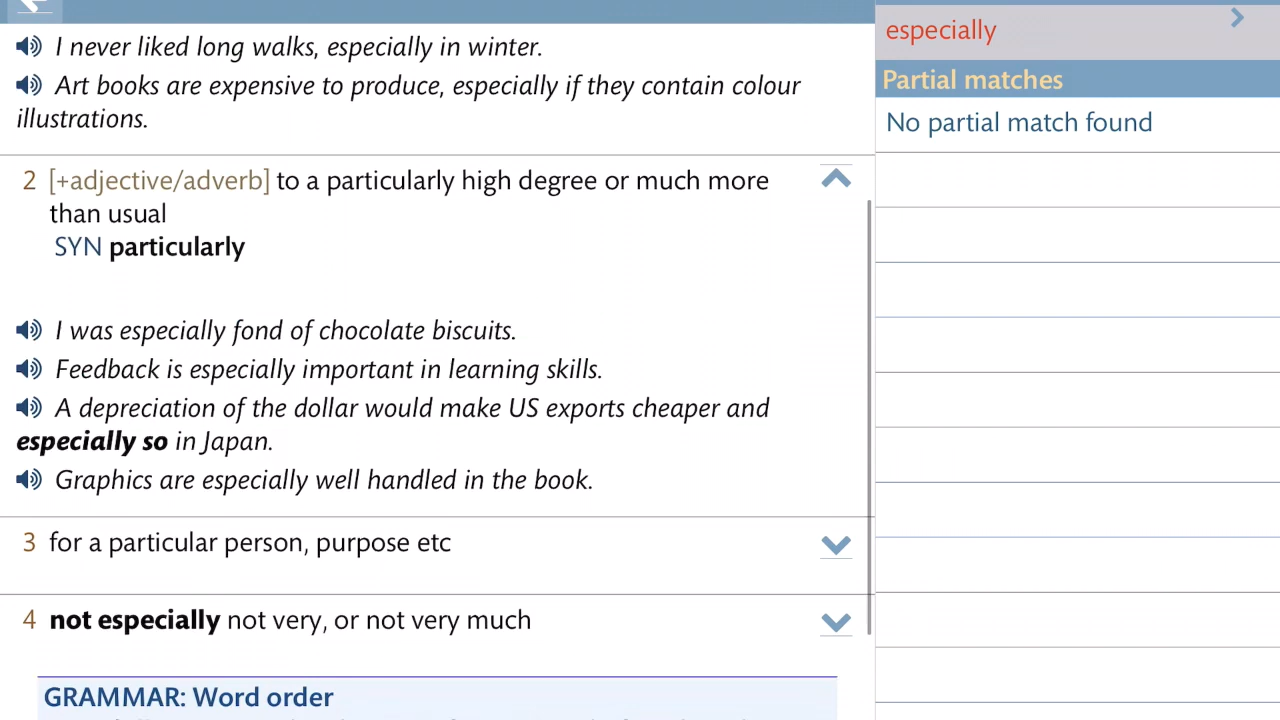 I never liked long walks, especially in winter.
Art books are expensive to produce, especially if they contain colour
illustrations.
2 [+adjective/adverb] to a particularly high degree or much more
than usual
SYN particularly
I was especially fond of chocolate biscuits.
Feedback is especially important in learning skills.
A depreciation of the dollar would make US exports cheaper and
especially so in Japan.
Graphics are especially well handled in the book.
3 for a particular person, purpose etc
4 not especially not very, or not very much
GRAMMAR: Word order
especially
Partial matches
No partial match found